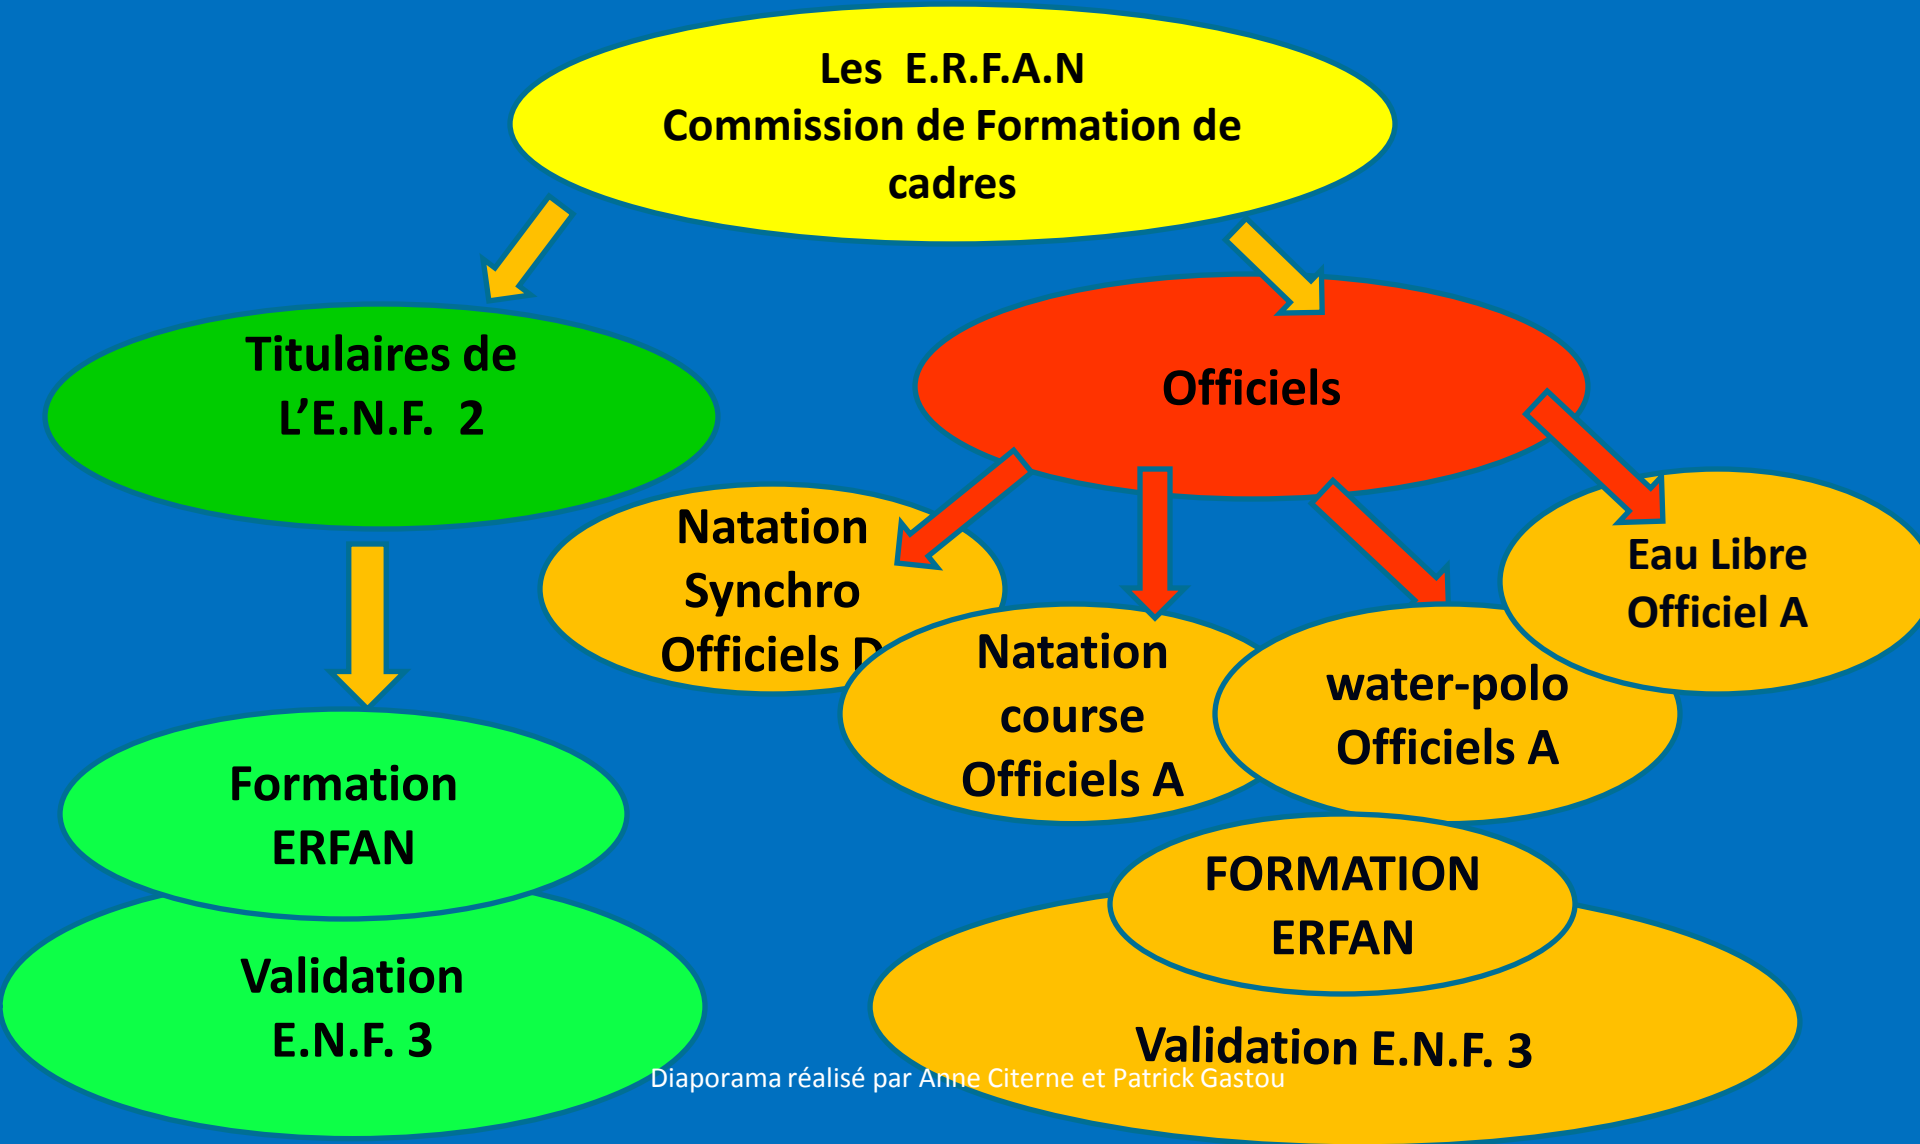 Les E.R.F.A.N
Commission de Formation de
cadres
Titulaires de
L’E.N.F. 2
Officiels
Natation
Synchro
Officiels D
Natation
course
Officiels A
water-polo
Officiels A
Eau Libre
Officiel A
Formation
ERFAN
Validation
E.N.F. 3
FORMATION
ERFAN
Validation E.N.F. 3
Diaporama réalisé par Anne Citerne et Patrick Gastou